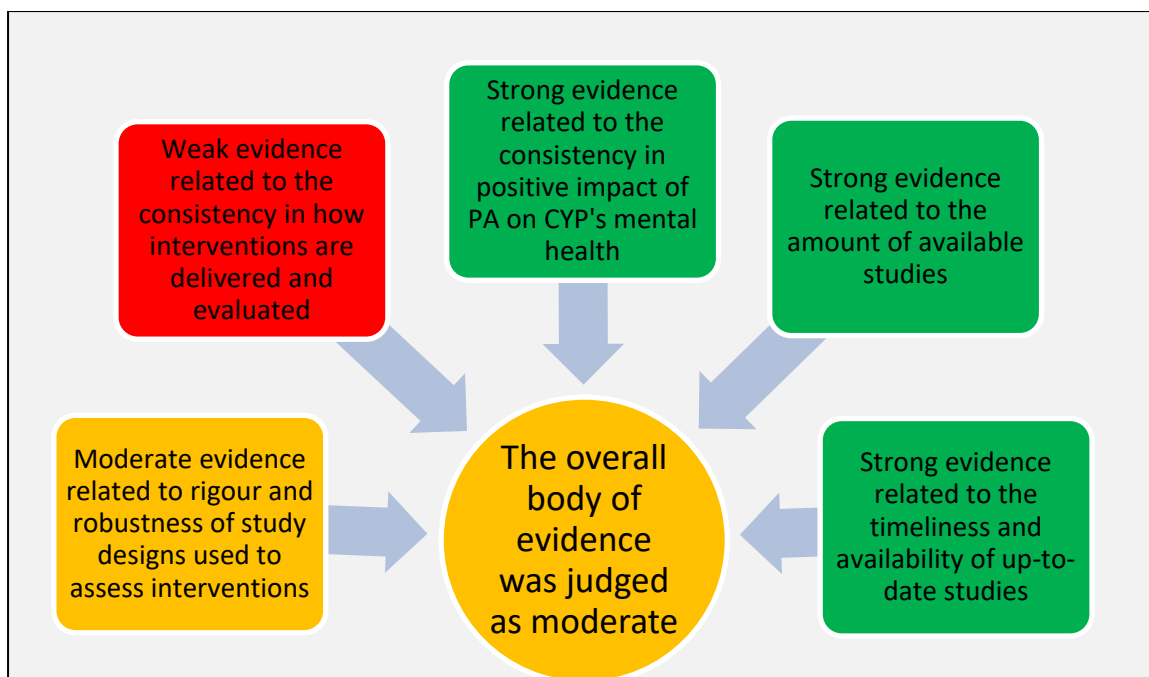 Weak evidence
related to the
consistency in how
interventions are
delivered and
evaluated
Strong evidence
related to the
consistency in
positive impact of
PA on CYP's mental
health
Strong evidence
related to the
amount of available
studies
Moderate evidence
related to rigour and
robustness of study
designs used to
assess interventions
The overall
body of
evidence
was judged
as moderate
Strong evidence
related to the
timeliness and
availability of up-to-
date studies